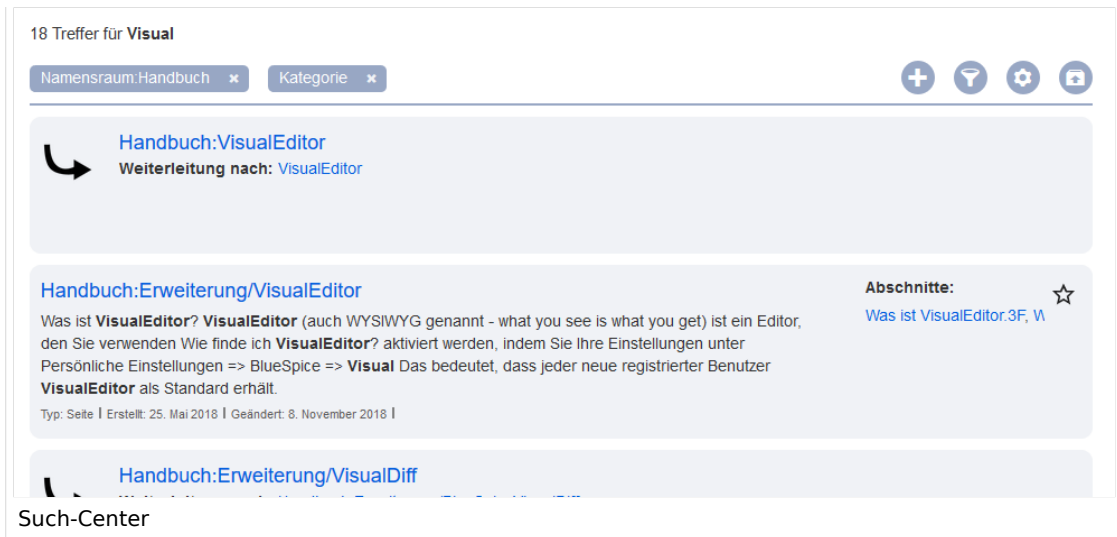 18 Treffer für Visual
Namensraum:Handbuch × Kategorie ×
Handbuch:VisualEditor
Weiterleitung nach: VisualEditor
Handbuch:Erweiterung/VisualEditor
Abschnitte:
Was ist VisualEditor.3F, W
Was ist VisualEditor? VisualEditor (auch WYSIWYG genannt - what you see is what you get) ist ein Editor,
den Sie verwenden Wie finde ich VisualEditor? aktiviert werden, indem Sie Ihre Einstellungen unter
Persönliche Einstellungen => BlueSpice => Visual Das bedeutet, dass jeder neue registrierter Benutzer
VisualEditor als Standard erhält.
Typ: Seite | Erstellt: 25. Mai 2018 | Geändert: 8. November 2018 |
Handbuch:Erweiterung/VisualDiff
Such-Center